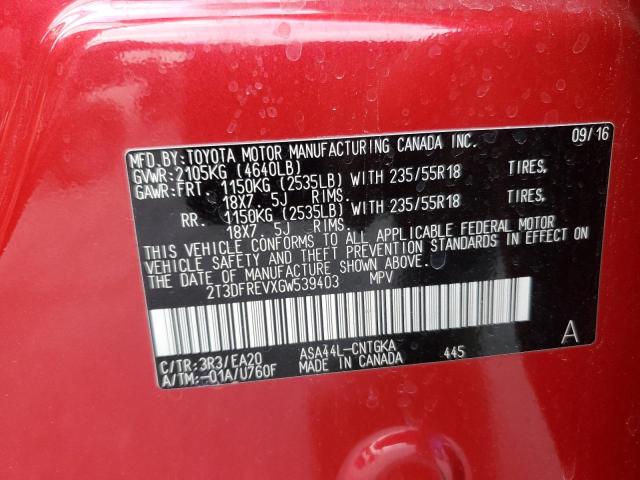 09/16
MFD.BY:TOYOTA MOTOR MANUFACTURING CANADA INC.
GVWR:2105KG (4640LB)
GAWR:FRT. 1150KG (2535LB) WITH 235/55R18 TIRES,
18X7.5J RIMS.
RR. 1150KG (2535LB) WITH 235/55R18 TIRES,
18X7.5J RIMS.
THIS VEHICLE CONFORMS TO ALL APPLICABLE FEDERAL MOTOR
VEHICLE SAFETY AND THEFT PREVENTION STANDARDS IN EFFECT ON
THE DATE OF MANUFACTURE SHOWN ABOVE.
2T3DFREVXGW539403 MPV
C/TR:3R3/EA20 ASA44L-CNTGKA 445 A
A/TM:-01A/U760F MADE IN CANADA